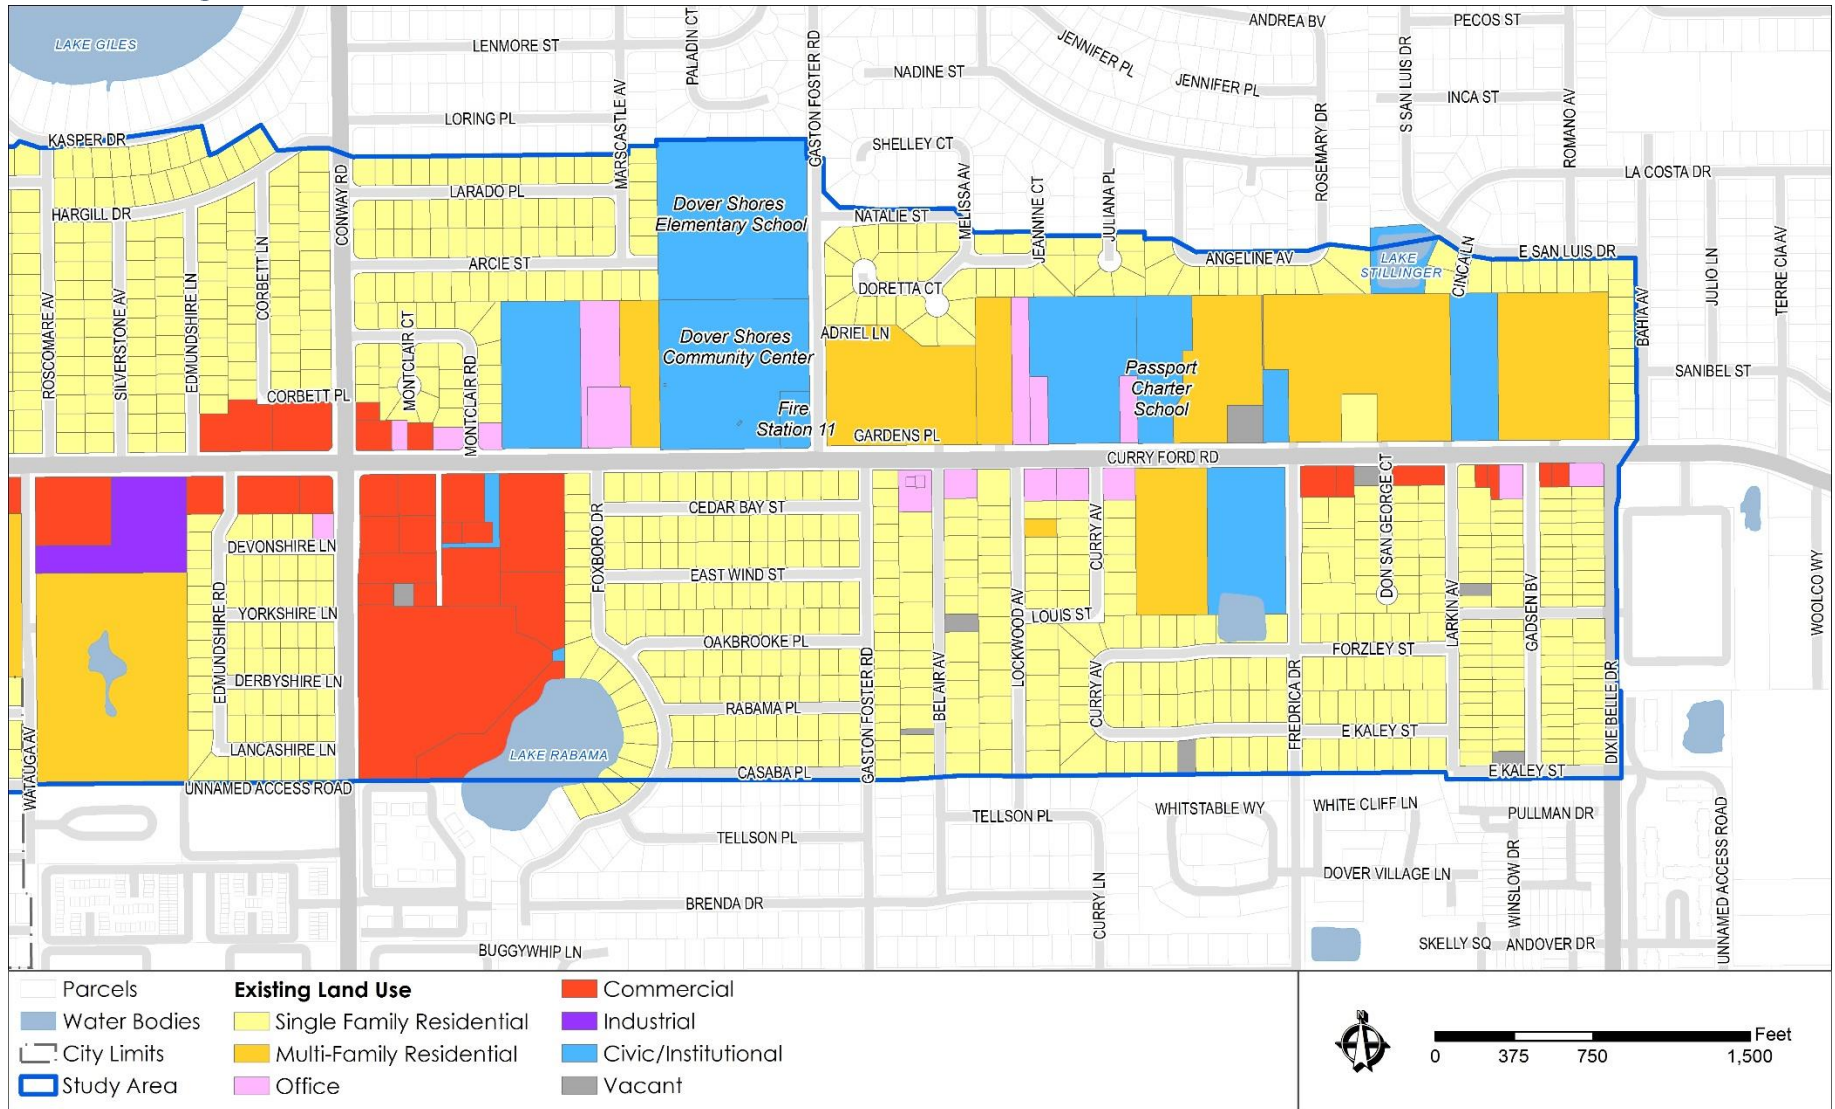 LAKE GILES
LENMORE ST
PALADIN CT
GASTON FOSTER RD
ANDREA BV
PECOS ST
JENNIFER PL
NADINE ST
JENNIFER PL
S SAN LUIS DR
INCA ST
MARSCASTLE AV
LORING PL
KASPER DR
SHELLEY CT
ROSEMARY DR
ROMANO AV
LA COSTA DR
CONWAY RD
LARADO PL
Dover Shores
Elementary School
HARGILL DR
NATALIE ST
MELISSA AV
JEANNINE CT
JULIANA PL
ARCIE ST
ANGELINE AV
LAKE
STILLINGER
CINCA LN
E SAN LUIS DR
ROSCOMARE AV
SILVERSTONE AV
EDMUNDSHIRE LN
CORBETT LN
DORETTA CT
BAHIA AV
JULIO LN
TERRE CIA AV
MONTCLAIR CT
MONTCLAIR RD
Dover Shores
Community Center
ADRIEL LN
Passport
Charter
School
SANIBEL ST
CORBETT PL
Fire
Station 11
GARDENS PL
CURRY FORD RD
CEDAR BAY ST
DEVONSHIRE LN
FOXBORO DR
EAST WIND ST
CURRY AV
DON SAN GEORGE CT
EDMUNDSHIRE RD
YORKSHIRE LN
OAKBROOKE PL
LOCKWOOD AV
LOUIS ST
LARKIN AV
GADSEN BV
WOOLCO WY
FORZLEY ST
DERBYSHIRE LN
GASTON FOSTER RD
BEL AIR AV
CURRY AV
FREDRICA DR
DIXIE BELLE DR
RABAMA PL
WATAUGA AV
LANCASHIRE LN
LAKE RABAMA
E KALEY ST
CASABA PL
E KALEY ST
UNNAMED ACCESS ROAD
TELLSON PL
TELLSON PL
WHITSTABLE WY
WHITE CLIFF LN
PULLMAN DR
UNNAMED ACCESS ROAD
DOVER VILLAGE LN
WINSLOW DR
BRENDA DR
CURRY LN
BUGGYWHIP LN
SKELLY SQ
ANDOVER DR
Parcels
Water Bodies
City Limits
Study Area
Existing Land Use
Single Family Residential
Multi-Family Residential
Office
Commercial
Industrial
Civic/Institutional
Vacant
N
Feet
0 375 750 1,500